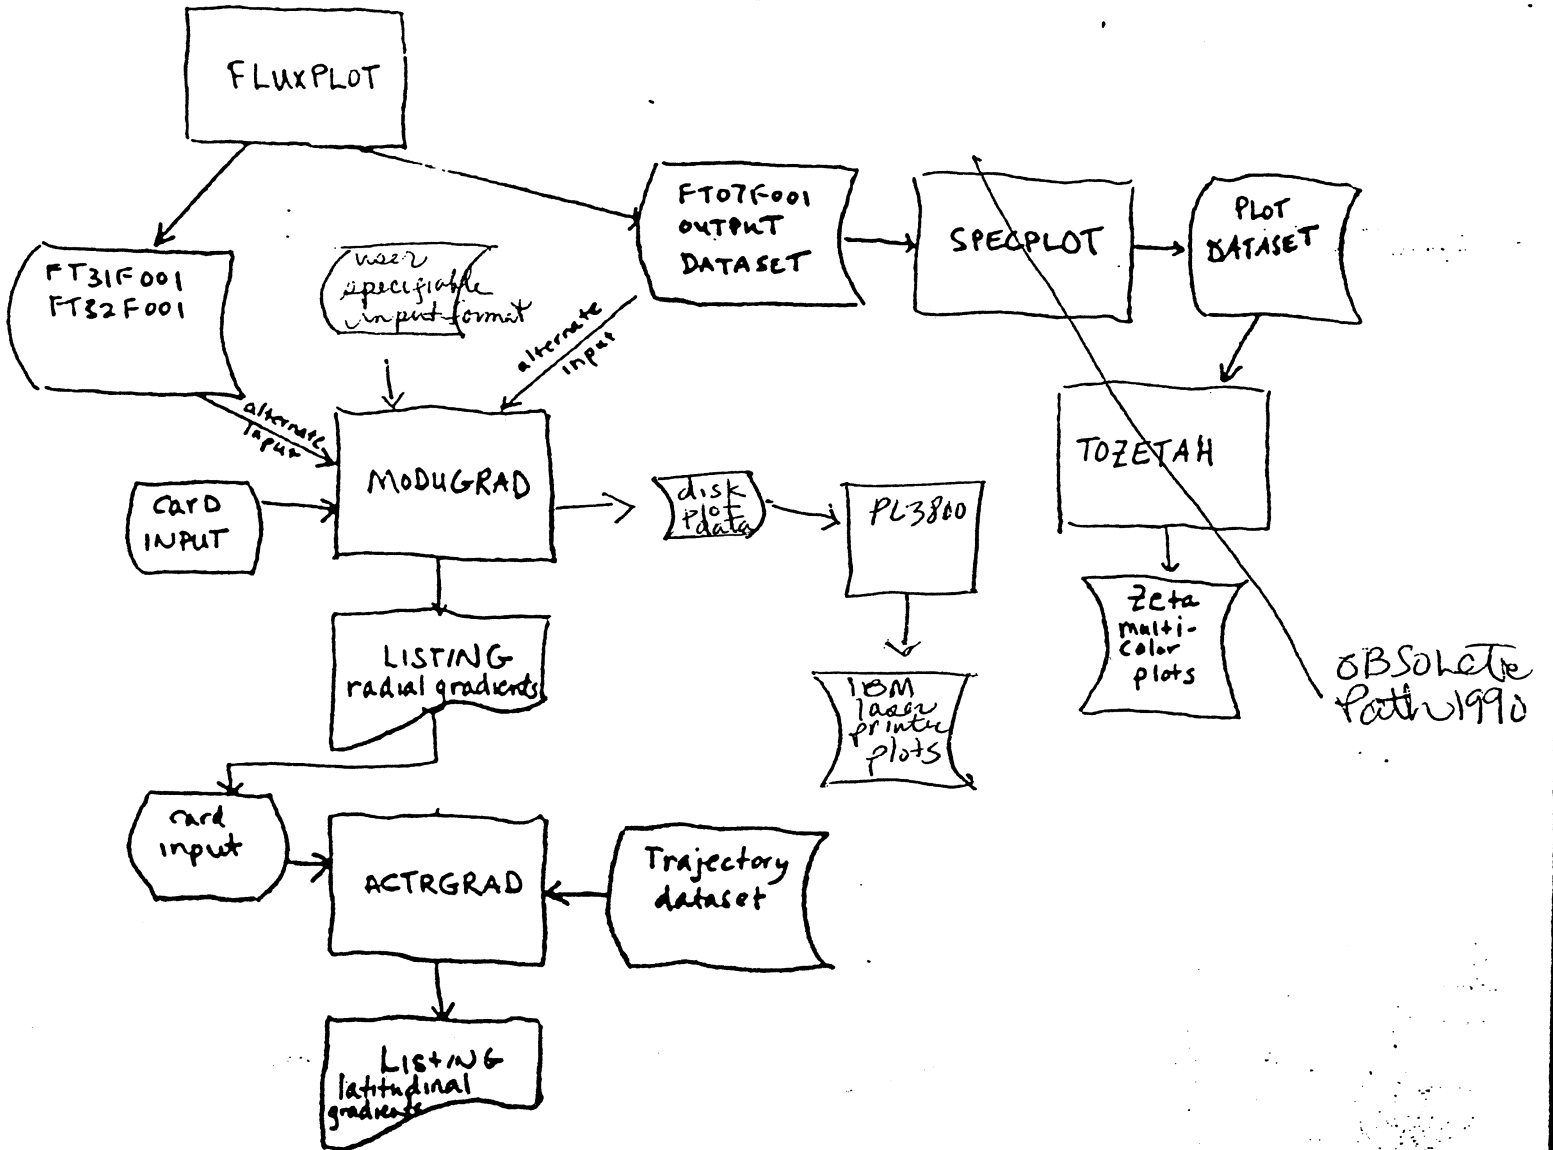 FLUXPLOT
FT07F001
OUTPUT
DATASET
SPECPLOT
PLOT
DATASET
FT31F001
FT32F001
user
specifiable
input format
alternate
input
alternate
input
MODUGRAD
CARD
INPUT
disk
plot
data
PL3800
TOZETAH
Zeta
multi-
color
plots
OBSOLETE
Path 1990
LISTING
radial gradients
IBM
laser
printer
plots
card
input
ACTRGRAD
Trajectory
dataset
LISTING
latitudinal
gradients